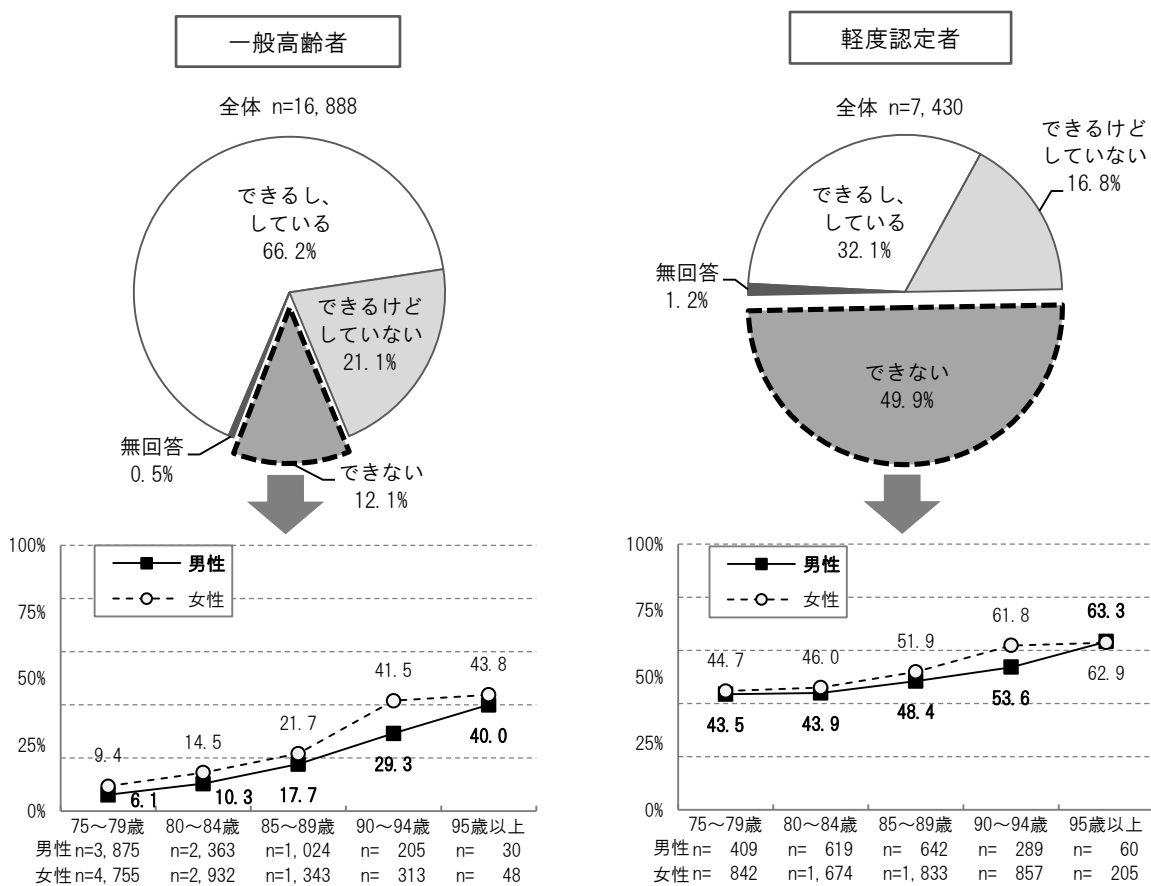 一般高齢者
全体 n=16,888
できるし、
している
66.2%
できるけど
していない
21.1%
無回答
0.5%
できない
12.1%
100%
75%
50%
25%
0%
男性
女性
9.4
14.5
21.7
41.5
43.8
6.1
10.3
17.7
29.3
40.0
75～79歳 80～84歳 85～89歳 90～94歳 95歳以上
男性 n=3,875 n=2,363 n=1,024 n= 205 n= 30
女性 n=4,755 n=2,932 n=1,343 n= 313 n= 48
軽度認定者
全体 n=7,430
できるし、
している
32.1%
できるけど
していない
16.8%
無回答
1.2%
できない
49.9%
100%
75%
50%
25%
0%
男性
女性
44.7
46.0
51.9
61.8
63.3
43.5
43.9
48.4
53.6
62.9
75～79歳 80～84歳 85～89歳 90～94歳 95歳以上
男性 n= 409 n= 619 n= 642 n= 289 n= 60
女性 n= 842 n=1,674 n=1,833 n= 857 n= 205